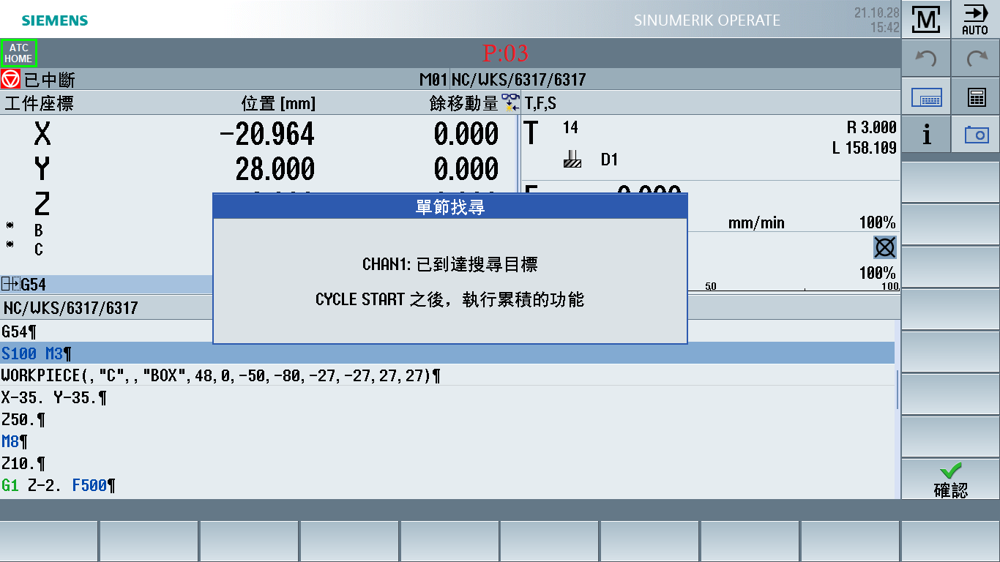 SIEMENS
SINUMERIK OPERATE
21.10.28
15:42
M
AUTO
ATC
HOME
P:03
已中斷
M01 NC/WKS/6317/6317
工件座標 位置 [mm] 餘移動量 T,F,S
X -20.964 0.000
T 14 R 3.000
L 158.109
D1
Y 28.000 0.000
Z
B
C
mm/min 100%
100%
50 100
G54
單節找尋
CHAN1: 已到達搜尋目標
CYCLE START 之後，執行累積的功能
NC/WKS/6317/6317
G54¶
S100 M3¶
WORKPIECE(,"C",,"BOX",48,0,-50,-80,-27,-27,27,27)¶
X-35. Y-35.¶
Z50.¶
M8¶
Z10.¶
G1 Z-2. F500¶
i
確認